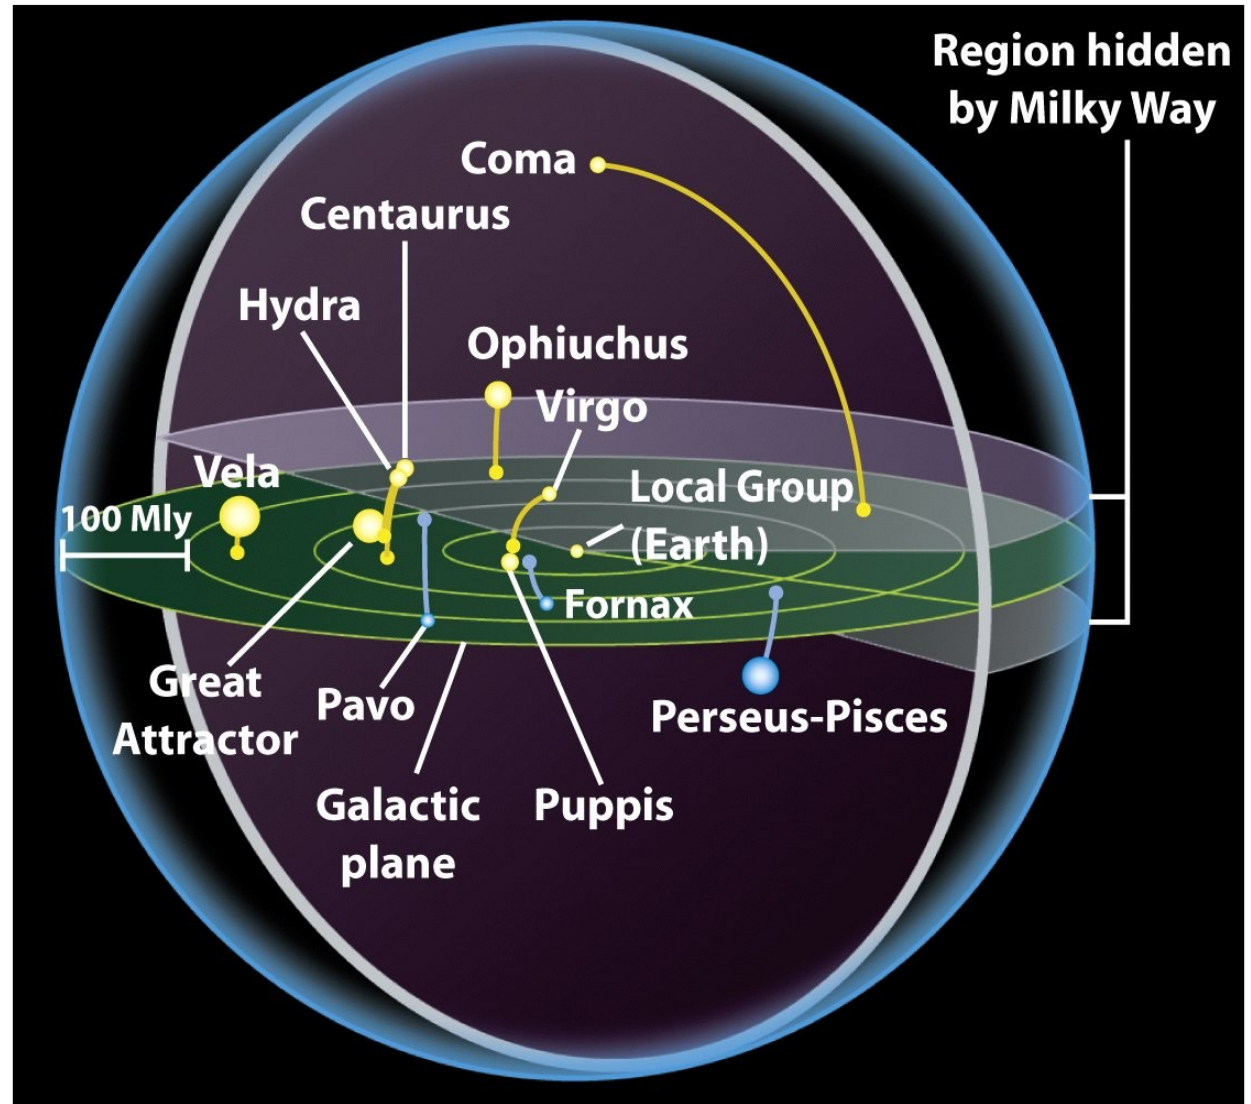 Region hidden
by Milky Way
Coma
Centaurus
Hydra
Ophiuchus
Virgo
Vela
Local Group
(Earth)
100 Mly
Fornax
Great
Attractor
Pavo
Perseus-Pisces
Galactic
plane
Puppis